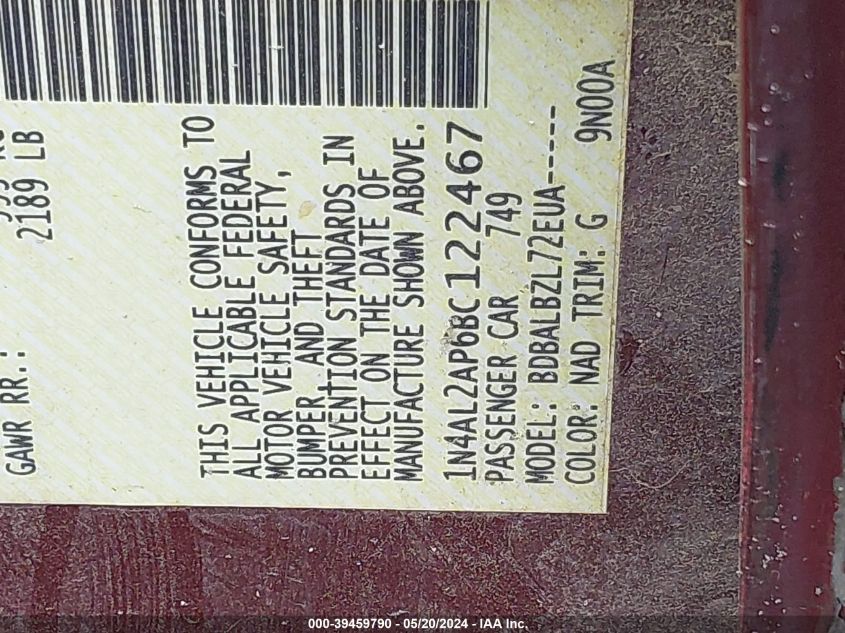 GAWR RR.:
2189 LB
THIS VEHICLE CONFORMS TO
ALL APPLICABLE FEDERAL
MOTOR VEHICLE SAFETY,
BUMPER, AND THEFT
PREVENTION STANDARDS IN
EFFECT ON THE DATE OF
MANUFACTURE SHOWN ABOVE.
1N4AL2AP6BC122467
PASSENGER CAR 749
MODEL: BDBALBZL72EUA-----
COLOR: NAD TRIM: G 9N00A
000-39459790 - 05/20/2024 - IAA Inc.